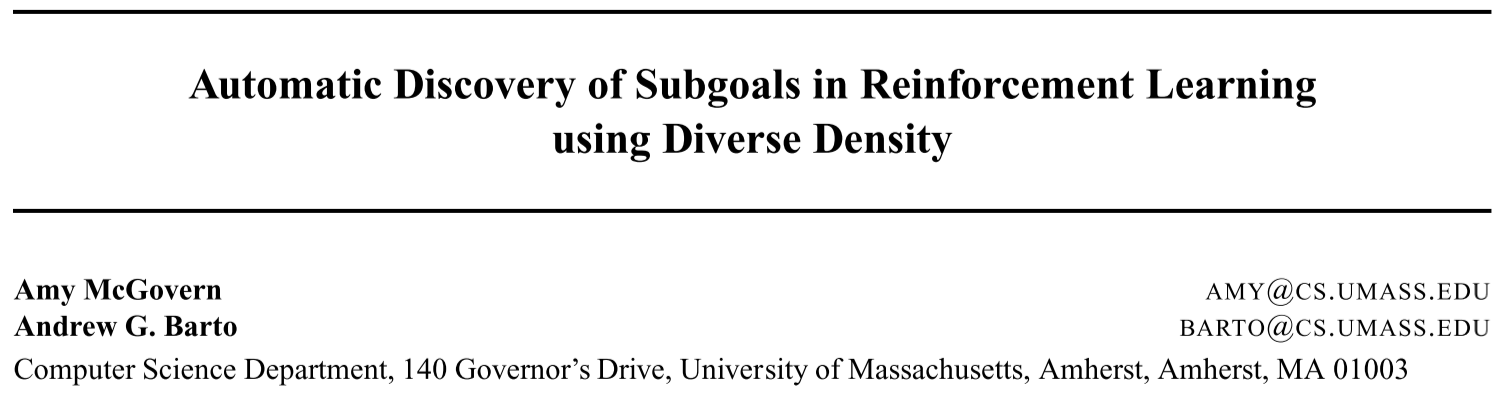 Automatic Discovery of Subgoals in Reinforcement Learning
using Diverse Density
Amy McGovern AMY@CS.UMASS.EDU
Andrew G. Barto BARTO@CS.UMASS.EDU
Computer Science Department, 140 Governor’s Drive, University of Massachusetts, Amherst, Amherst, MA 01003